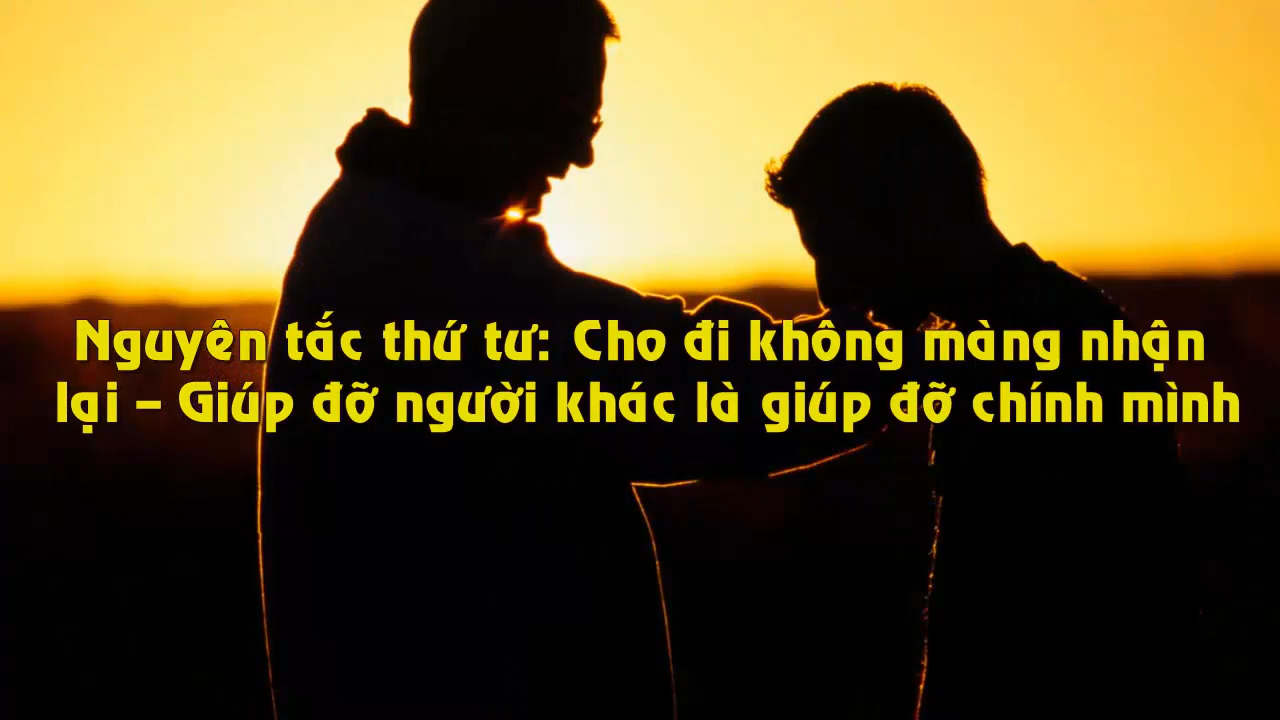 Nguyên tắc thứ tư: Cho đi không màng nhận
lại – Giúp đỡ người khác là giúp đỡ chính mình